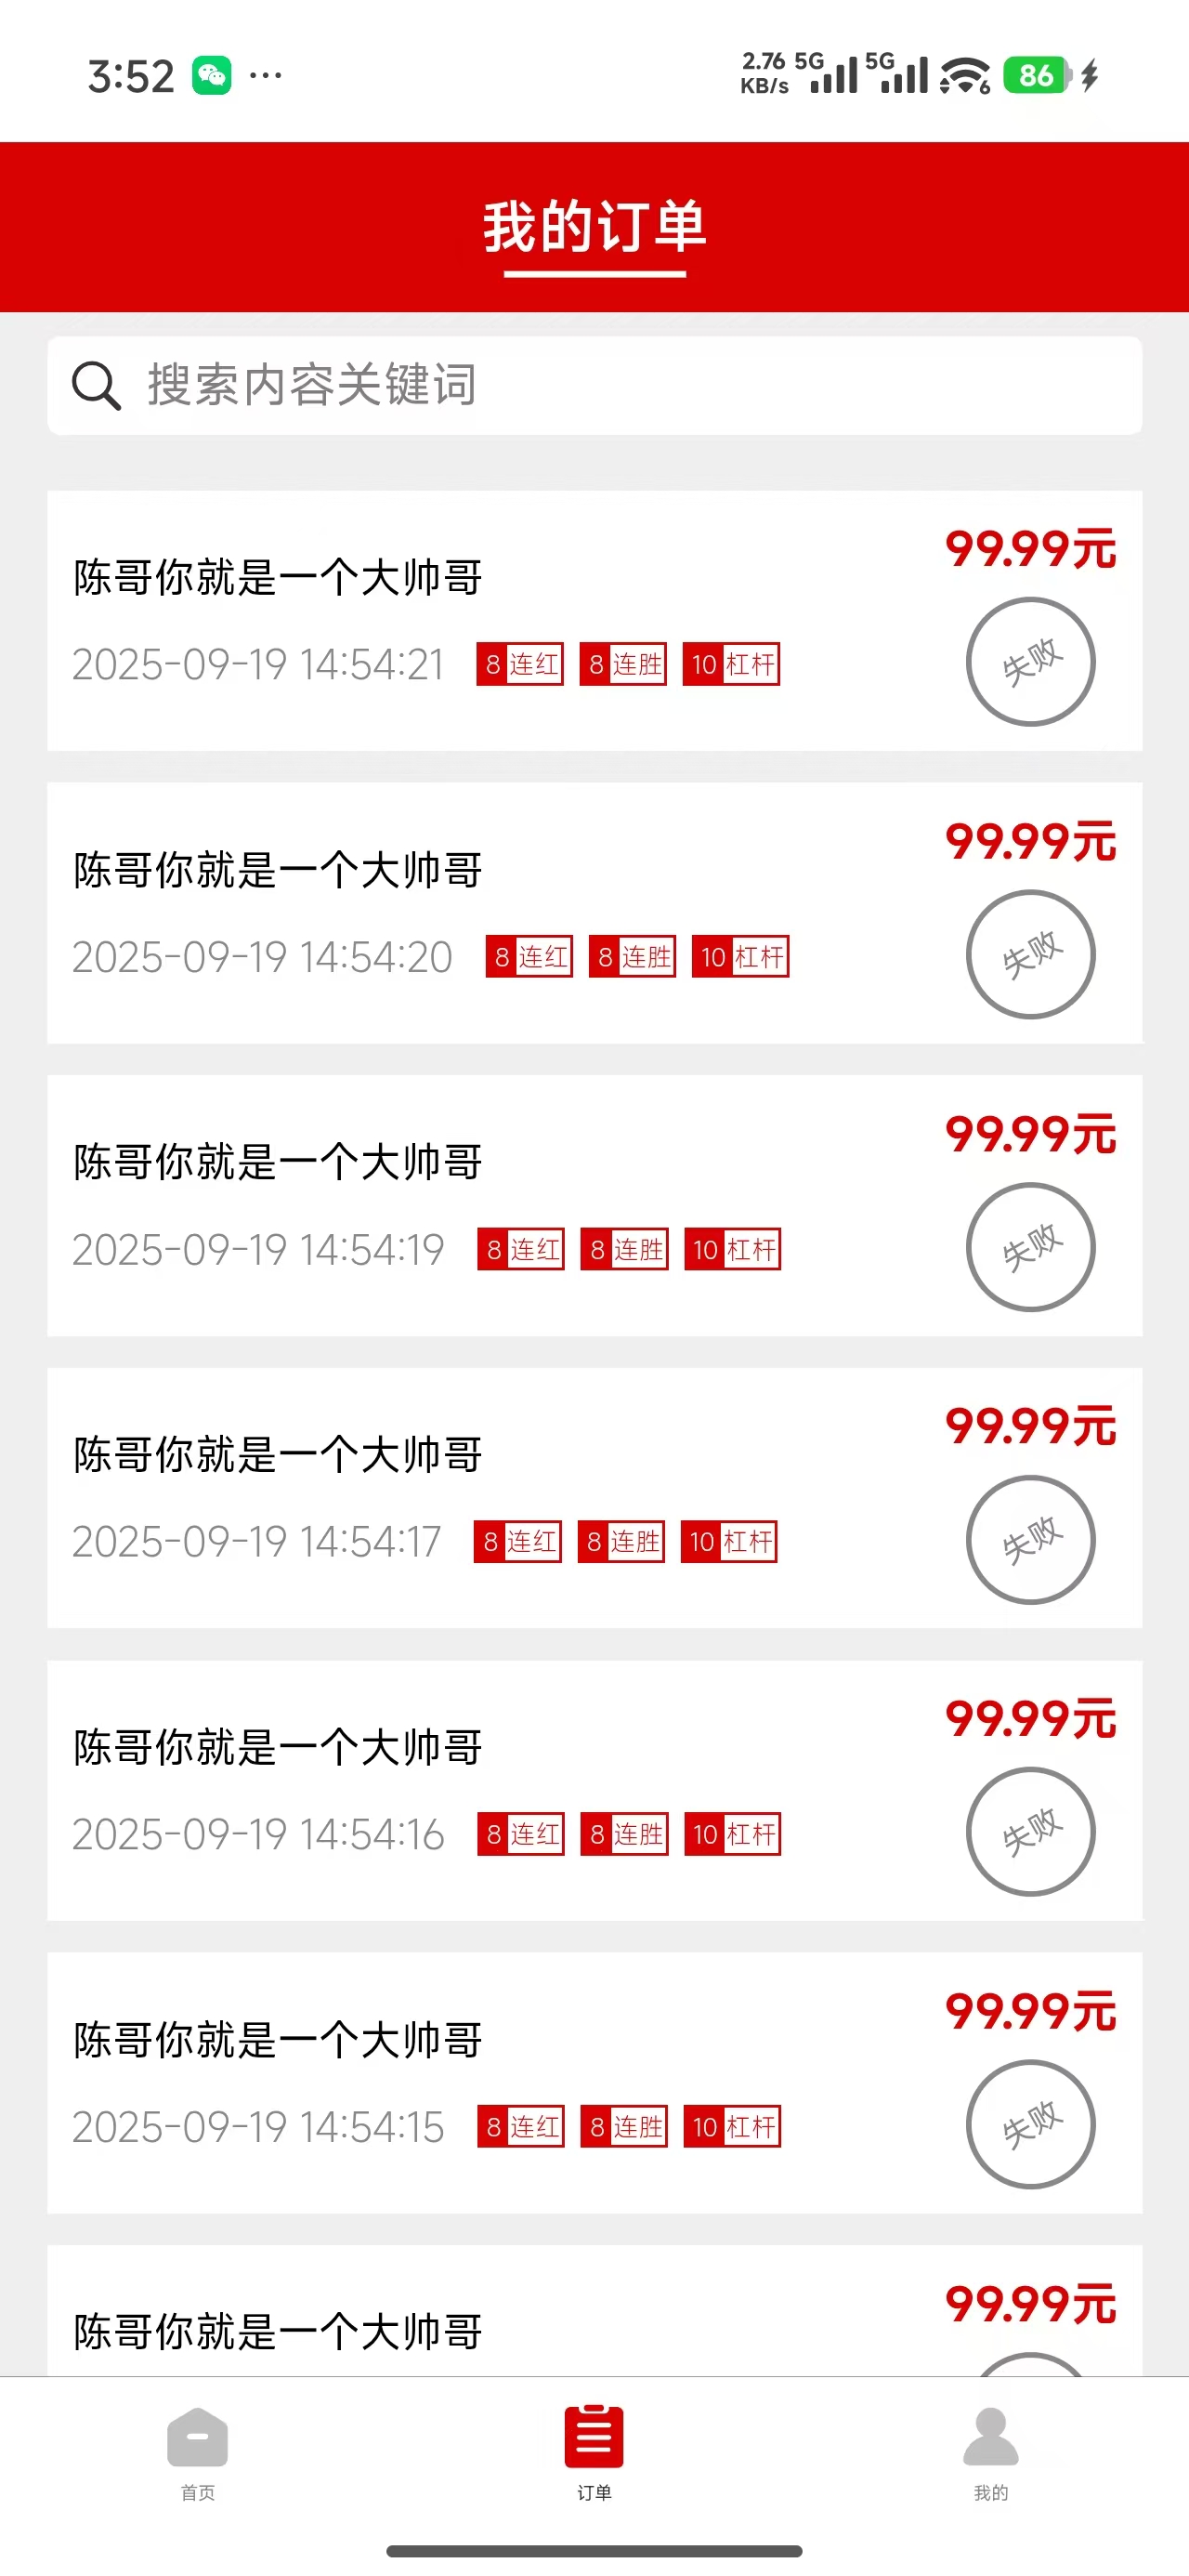 3:52 ··· 2.76 KB/s 5G 5G 6 86
我的订单
搜索内容关键词
99.99元
陈哥你就是一个大帅哥
2025-09-19 14:54:21 8 连红 8 连胜 10 杠杆
失败
99.99元
陈哥你就是一个大帅哥
2025-09-19 14:54:20 8 连红 8 连胜 10 杠杆
失败
99.99元
陈哥你就是一个大帅哥
2025-09-19 14:54:19 8 连红 8 连胜 10 杠杆
失败
99.99元
陈哥你就是一个大帅哥
2025-09-19 14:54:17 8 连红 8 连胜 10 杠杆
失败
99.99元
陈哥你就是一个大帅哥
2025-09-19 14:54:16 8 连红 8 连胜 10 杠杆
失败
99.99元
陈哥你就是一个大帅哥
2025-09-19 14:54:15 8 连红 8 连胜 10 杠杆
失败
99.99元
陈哥你就是一个大帅哥
首页 订单 我的